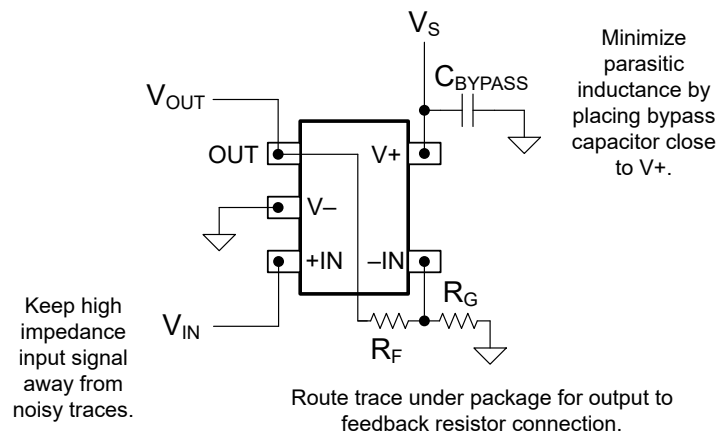 V_S
Minimize
parasitic
inductance by
placing bypass
capacitor close
to V+.
C_BYPASS
V_OUT
OUT
V+
V–
+IN
–IN
Keep high
impedance
input signal
away from
noisy traces.
V_IN
R_F
R_G
Route trace under package for output to
feedback resistor connection.